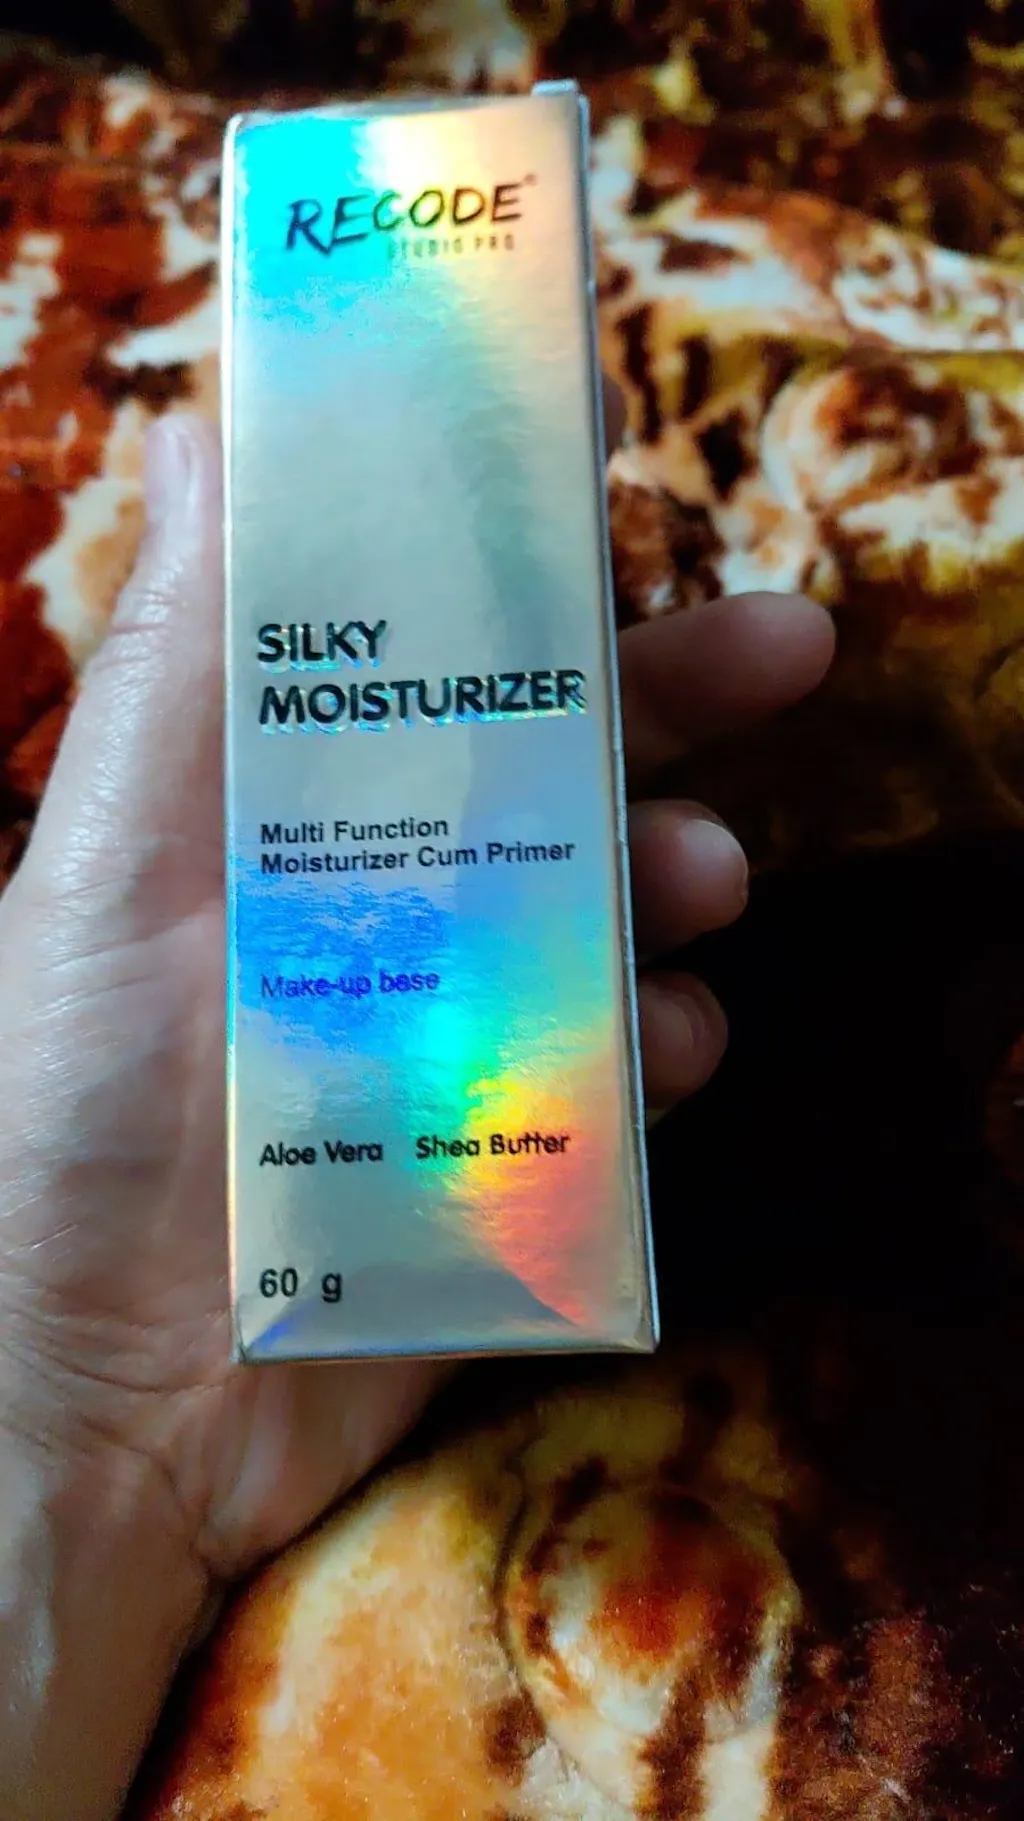 RECODE
STUDIO PRO
SILKY
MOISTURIZER
Multi Function
Moisturizer Cum Primer
Make-up base
Aloe Vera Shea Butter
60 g